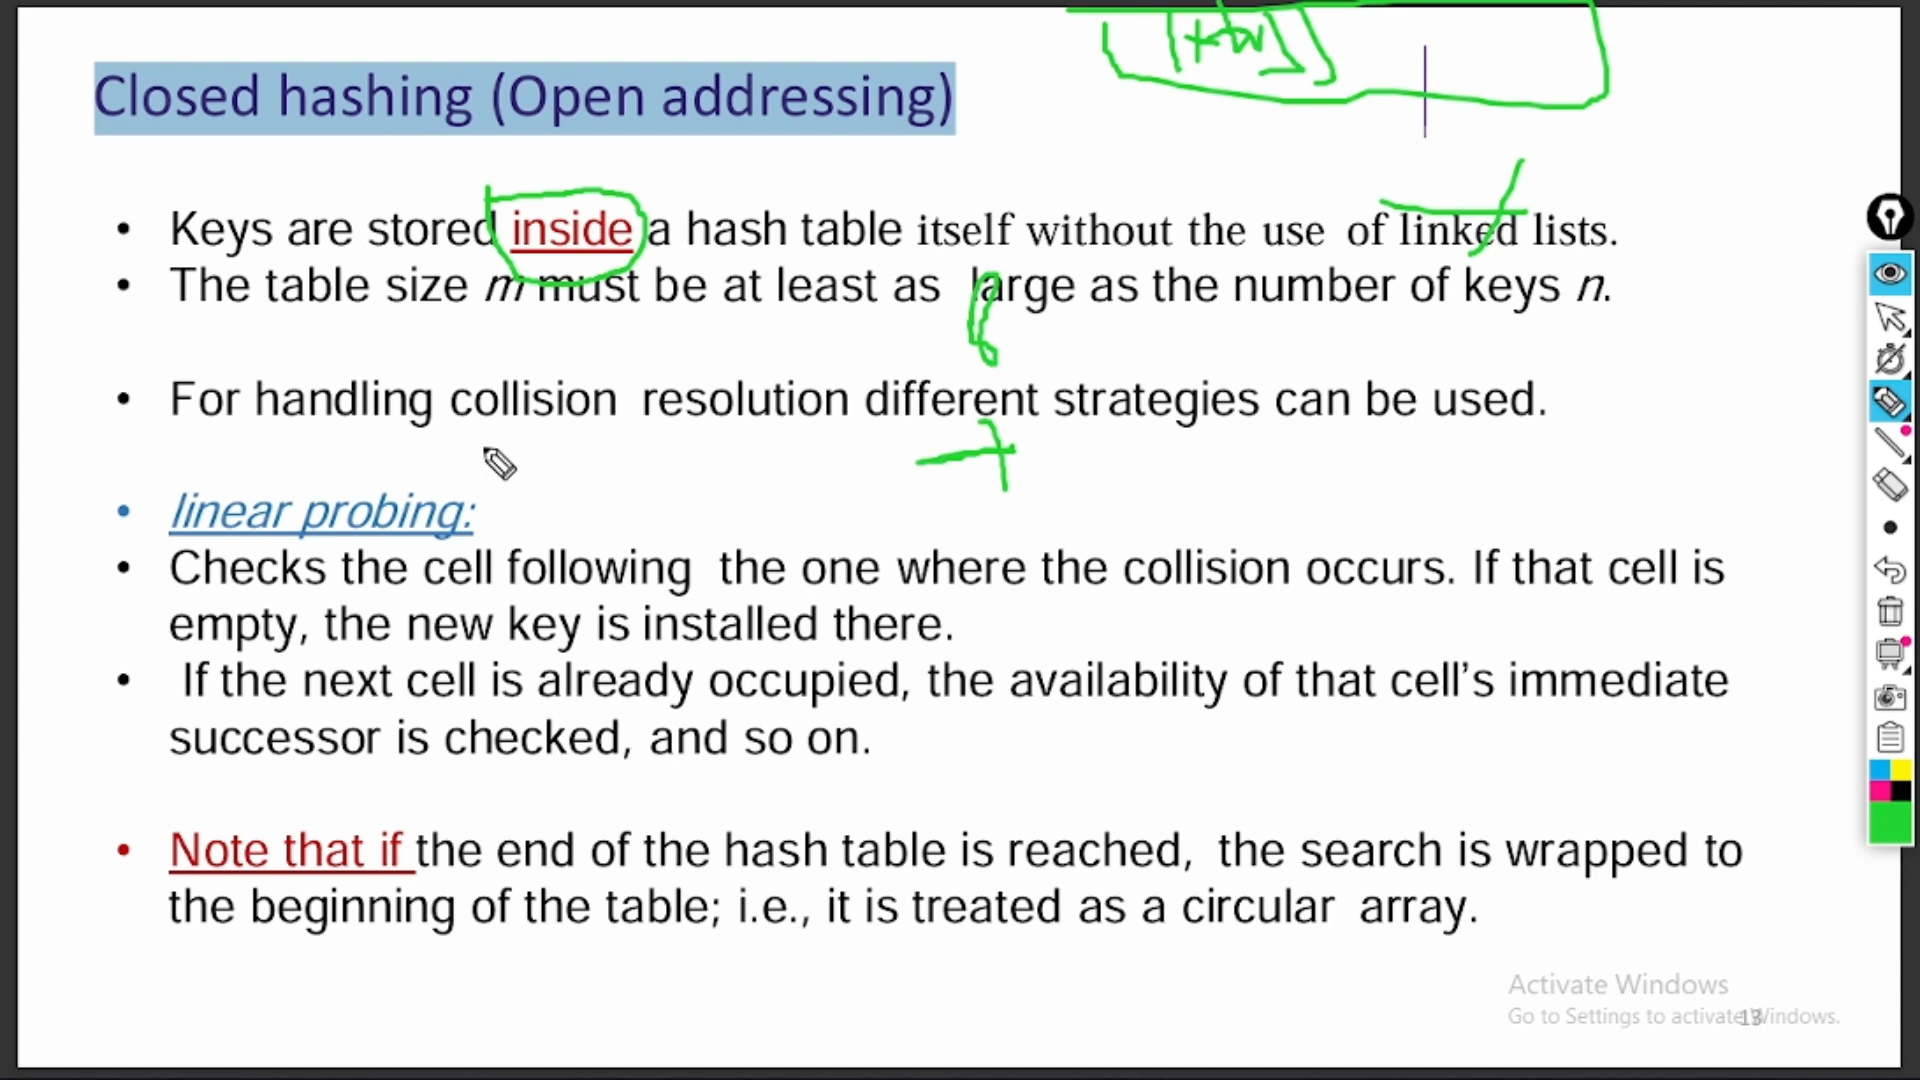 Closed hashing (Open addressing)
• Keys are stored inside a hash table itself without the use of linked lists.
• The table size m must be at least as large as the number of keys n.
• For handling collision resolution different strategies can be used.
• linear probing:
• Checks the cell following the one where the collision occurs. If that cell is
empty, the new key is installed there.
• If the next cell is already occupied, the availability of that cell’s immediate
successor is checked, and so on.
• Note that if the end of the hash table is reached, the search is wrapped to
the beginning of the table; i.e., it is treated as a circular array.
Activate Windows
Go to Settings to activate Windows.